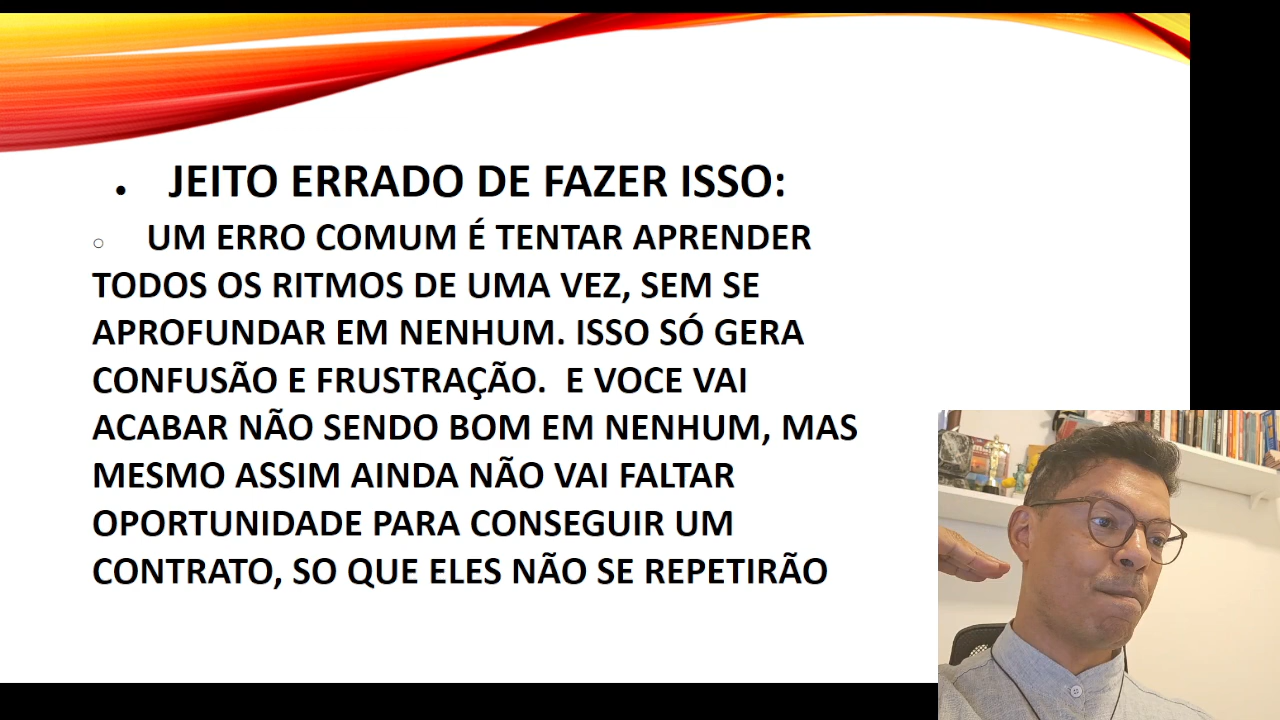 • JEITO ERRADO DE FAZER ISSO:
○ UM ERRO COMUM É TENTAR APRENDER
TODOS OS RITMOS DE UMA VEZ, SEM SE
APROFUNDAR EM NENHUM. ISSO SÓ GERA
CONFUSÃO E FRUSTRAÇÃO.  E VOCE VAI
ACABAR NÃO SENDO BOM EM NENHUM, MAS
MESMO ASSIM AINDA NÃO VAI FALTAR
OPORTUNIDADE PARA CONSEGUIR UM
CONTRATO, SO QUE ELES NÃO SE REPETIRÃO